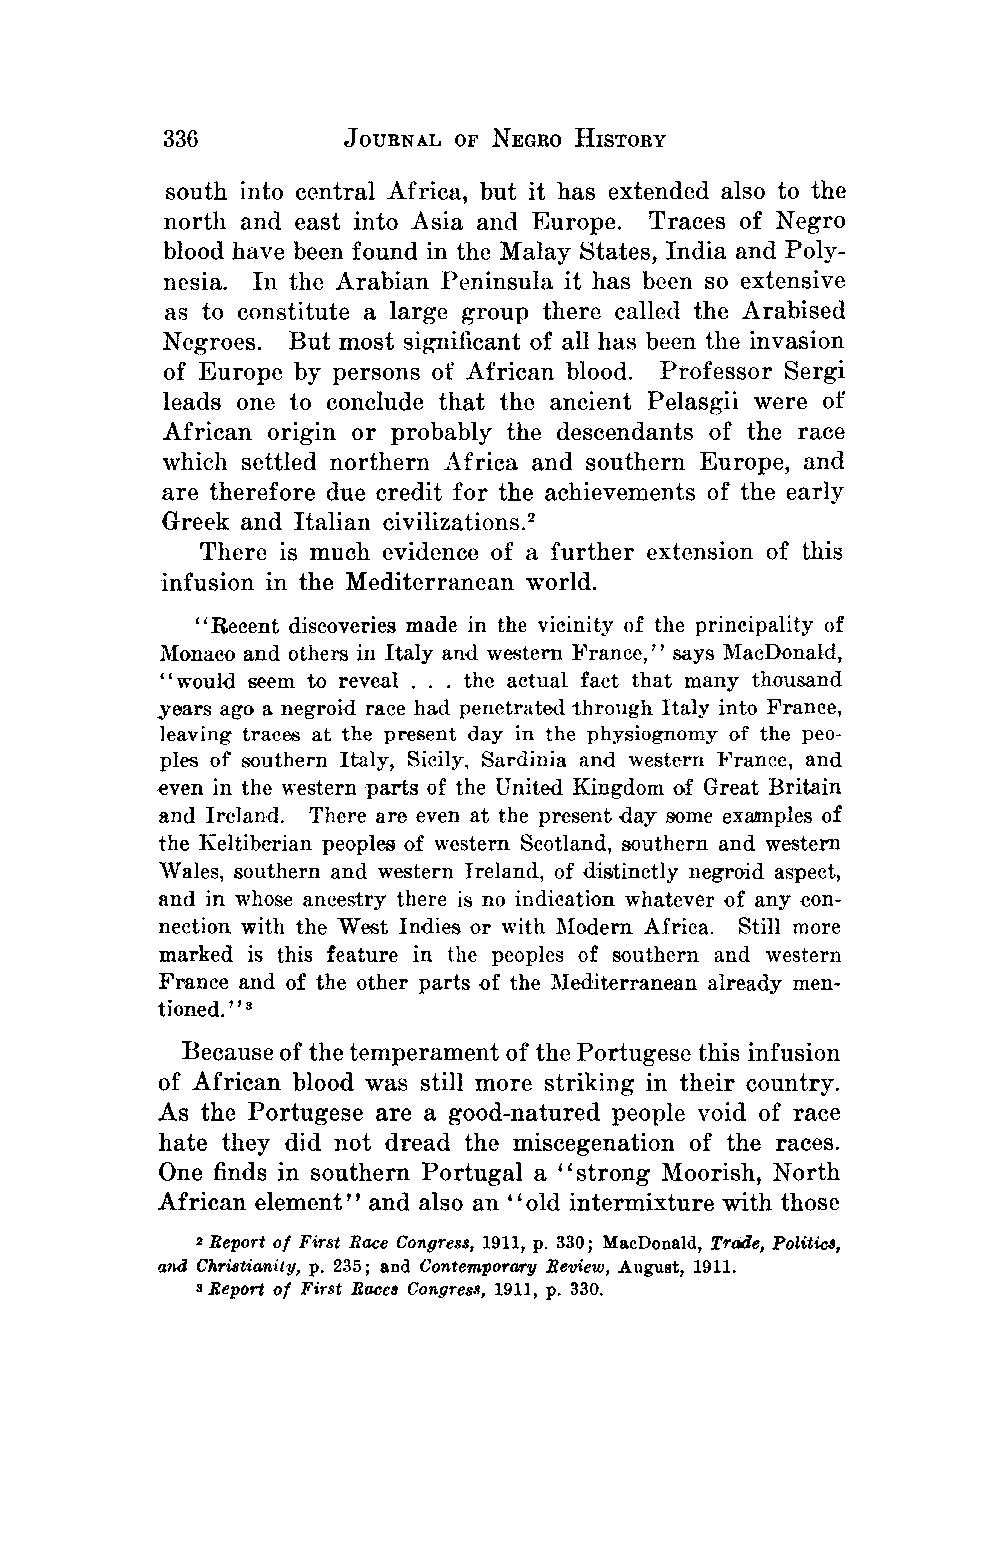 336 JOURNAL OF NEGRO HISTORY
south into central Africa, but it has extended also to the
north and east into Asia and Europe. Traces of Negro
blood have been found in the Malay States, India and Poly-
nesia. In the Arabian Peninsula it has been so extensive
as to constitute a large group there called the Arabised
Negroes. But most significant of all has been the invasion
of Europe by persons of African blood. Professor Sergi
leads one to conclude that the ancient Pelasgii were of
African origin or probably the descendants of the race
which settled northern Africa and southern Europe, and
are therefore due credit for the achievements of the early
Greek and Italian civilizations.²
There is much evidence of a further extension of this
infusion in the Mediterranean world.
"Recent discoveries made in the vicinity of the principality of
Monaco and others in Italy and western France," says MacDonald,
"would seem to reveal . . . the actual fact that many thousand
years ago a negroid race had penetrated through Italy into France,
leaving traces at the present day in the physiognomy of the peo-
ples of southern Italy, Sicily, Sardinia and western France, and
even in the western parts of the United Kingdom of Great Britain
and Ireland. There are even at the present day some examples of
the Keltiberian peoples of western Scotland, southern and western
Wales, southern and western Ireland, of distinctly negroid aspect,
and in whose ancestry there is no indication whatever of any con-
nection with the West Indies or with Modern Africa. Still more
marked is this feature in the peoples of southern and western
France and of the other parts of the Mediterranean already men-
tioned."³
Because of the temperament of the Portugese this infusion
of African blood was still more striking in their country.
As the Portugese are a good-natured people void of race
hate they did not dread the miscegenation of the races.
One finds in southern Portugal a "strong Moorish, North
African element" and also an "old intermixture with those
² Report of First Race Congress, 1911, p. 330; MacDonald, Trade, Politics,
and Christianity, p. 235; and Contemporary Review, August, 1911.
³ Report of First Races Congress, 1911, p. 330.